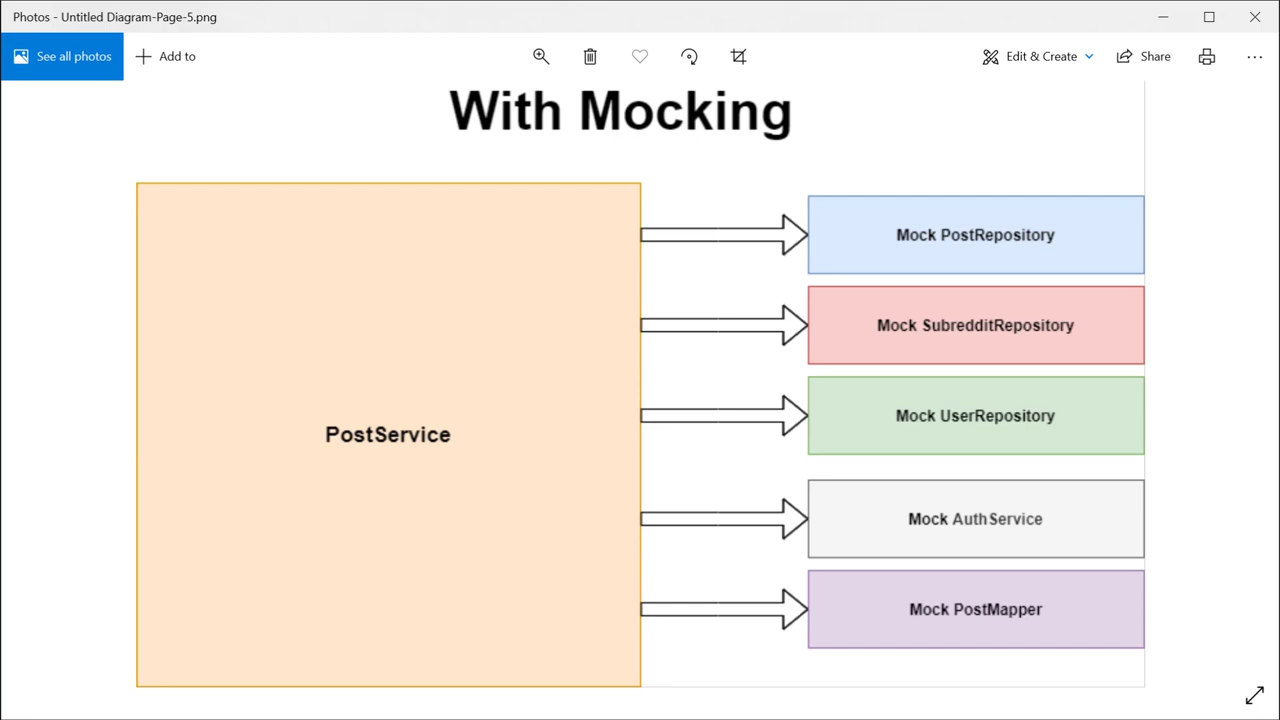 Photos - Untitled Diagram-Page-5.png
See all photos
Add to
Edit & Create
Share
With Mocking
PostService
Mock PostRepository
Mock SubredditRepository
Mock UserRepository
Mock AuthService
Mock PostMapper